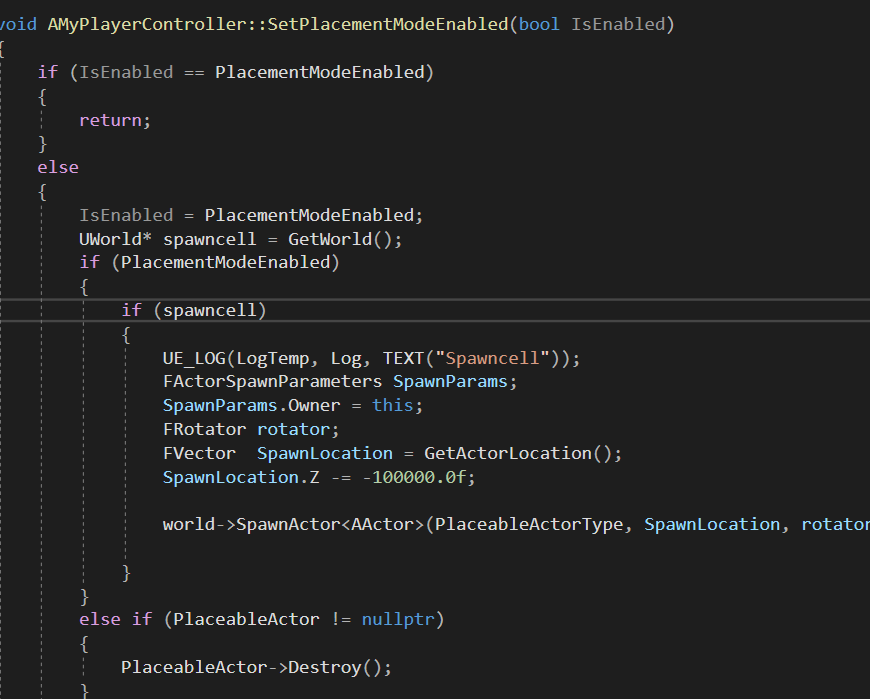 void AMyPlayerController::SetPlacementModeEnabled(bool IsEnabled)
{
if (IsEnabled == PlacementModeEnabled)
{
return;
}
else
{
IsEnabled = PlacementModeEnabled;
UWorld* spawncell = GetWorld();
if (PlacementModeEnabled)
{
if (spawncell)
{
UE_LOG(LogTemp, Log, TEXT("Spawncell"));
FActorSpawnParameters SpawnParams;
SpawnParams.Owner = this;
FRotator rotator;
FVector  SpawnLocation = GetActorLocation();
SpawnLocation.Z -= -100000.0f;
world->SpawnActor<AActor>(PlaceableActorType, SpawnLocation, rotator
}
}
else if (PlaceableActor != nullptr)
{
PlaceableActor->Destroy();
}